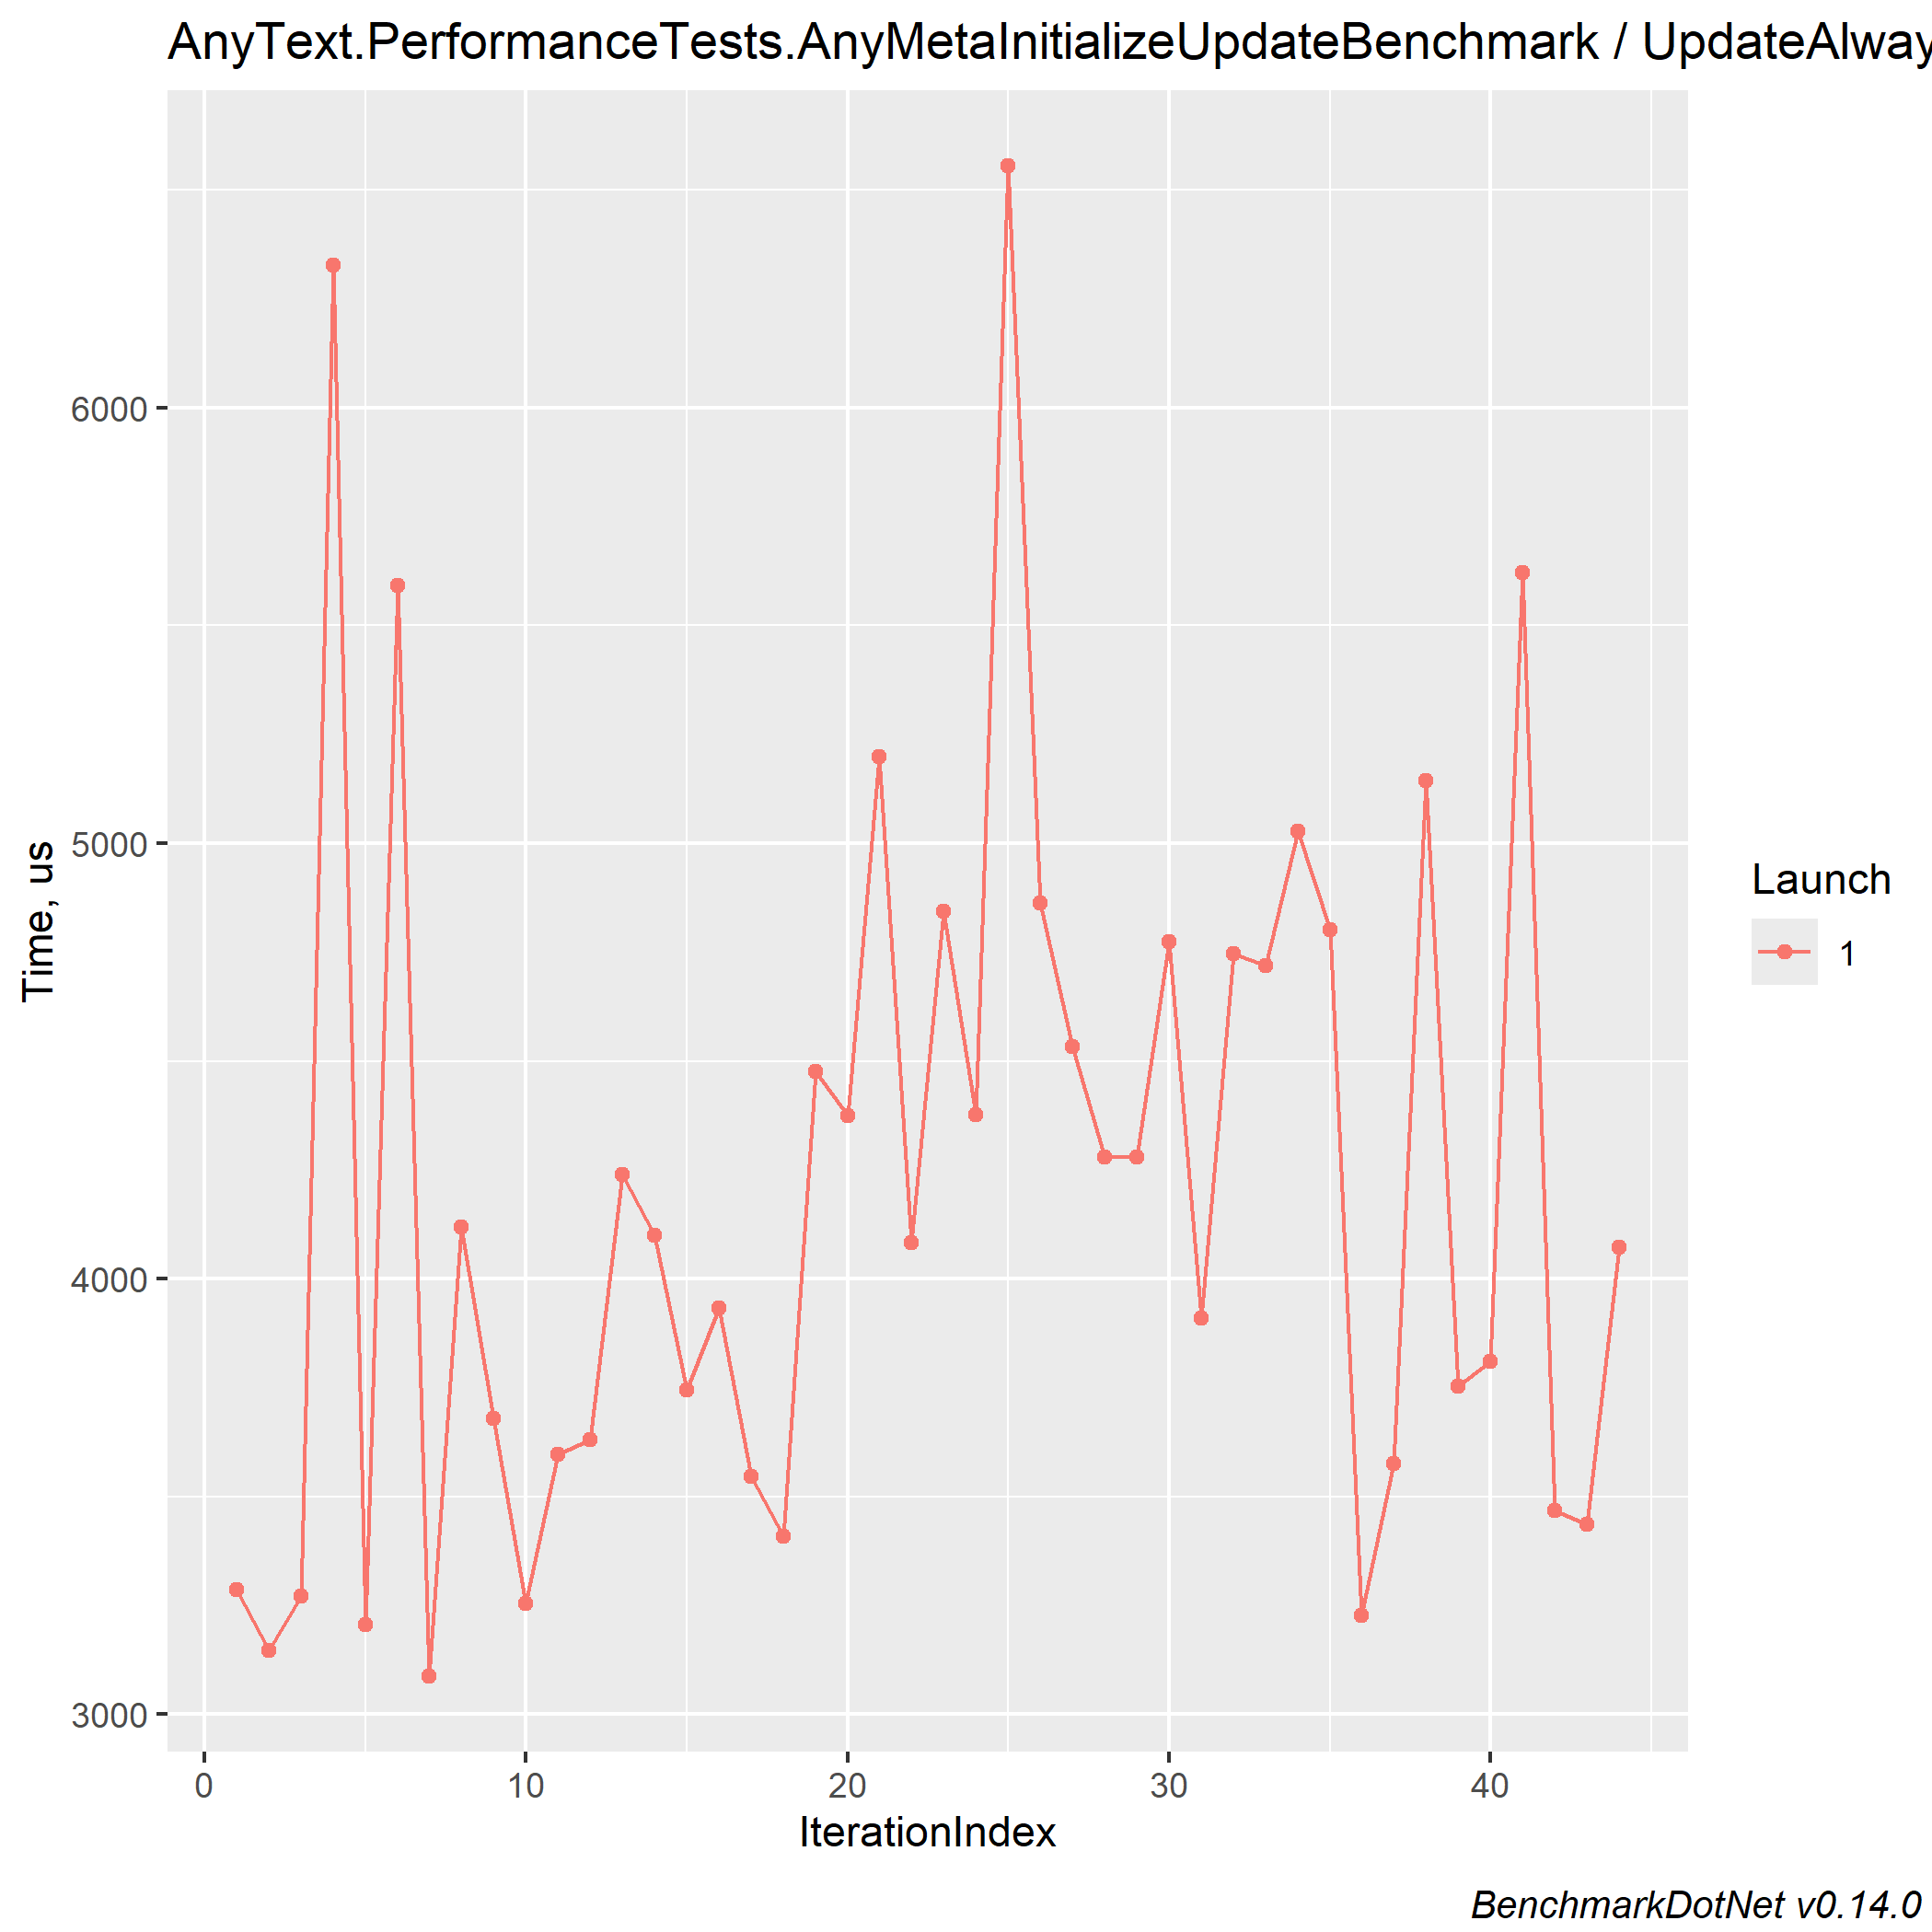 AnyText.PerformanceTests.AnyMetaInitializeUpdateBenchmark / UpdateAlway
6000
5000
4000
3000
Time, us
0 10 20 30 40
IterationIndex
Launch
1
BenchmarkDotNet v0.14.0